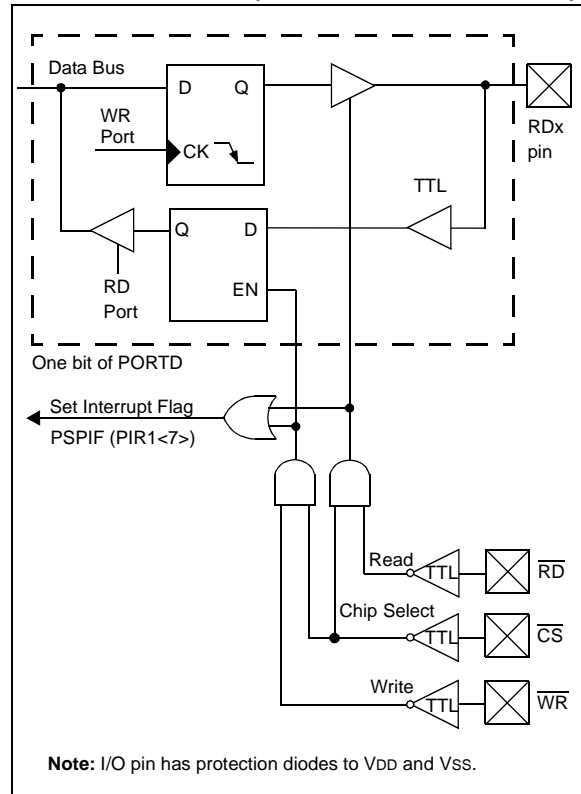 Data Bus
D Q
WR
Port
CK
RDx
pin
TTL
Q D
RD
Port
EN
One bit of PORTD
Set Interrupt Flag
PSPIF (PIR1<7>)
Read
TTL
RD
Chip Select
TTL
CS
Write
TTL
WR
Note: I/O pin has protection diodes to VDD and VSS.